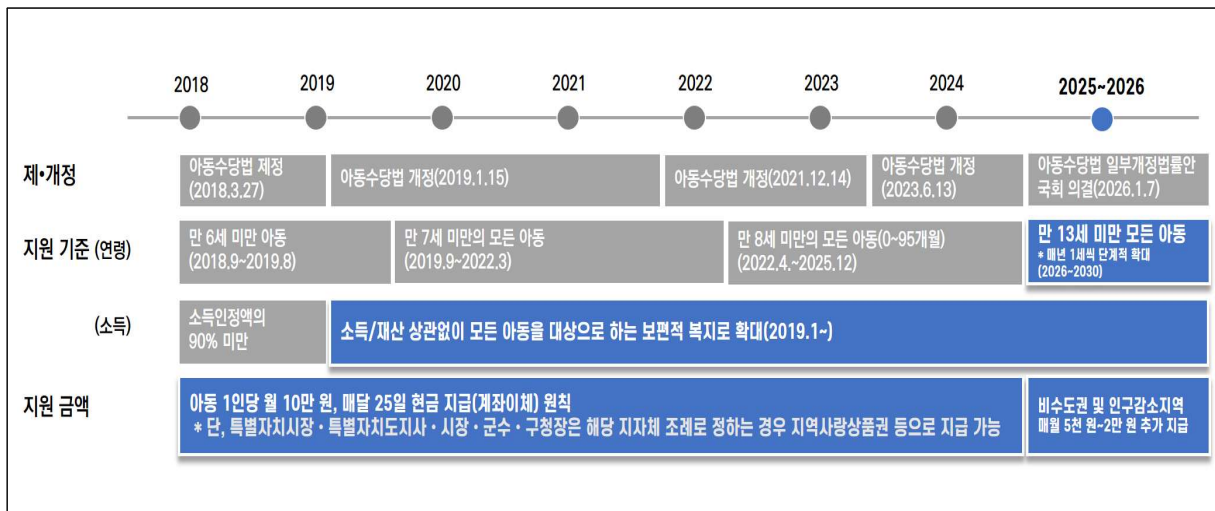 2018
2019
2020
2021
2022
2023
2024
2025~2026
제·개정
아동수당법 제정
(2018.3.27)
아동수당법 개정(2019.1.15)
아동수당법 개정(2021.12.14)
아동수당법 개정
(2023.6.13)
아동수당법 일부개정법률안
국회 의결(2026.1.7)
지원 기준 (연령)
만 6세 미만 아동
(2018.9~2019.8)
만 7세 미만의 모든 아동
(2019.9~2022.3)
만 8세 미만의 모든 아동(0~95개월)
(2022.4.~2025.12)
만 13세 미만 모든 아동
* 매년 1세씩 단계적 확대
(2026~2030)
(소득)
소득인정액의
90% 미만
소득/재산 상관없이 모든 아동을 대상으로 하는 보편적 복지로 확대(2019.1~)
지원 금액
아동 1인당 월 10만 원, 매달 25일 현금 지급(계좌이체) 원칙
* 단, 특별자치시장·특별자치도지사·시장·군수·구청장은 해당 지자체 조례로 정하는 경우 지역사랑상품권 등으로 지급 가능
비수도권 및 인구감소지역
매월 5천 원~2만 원 추가 지급